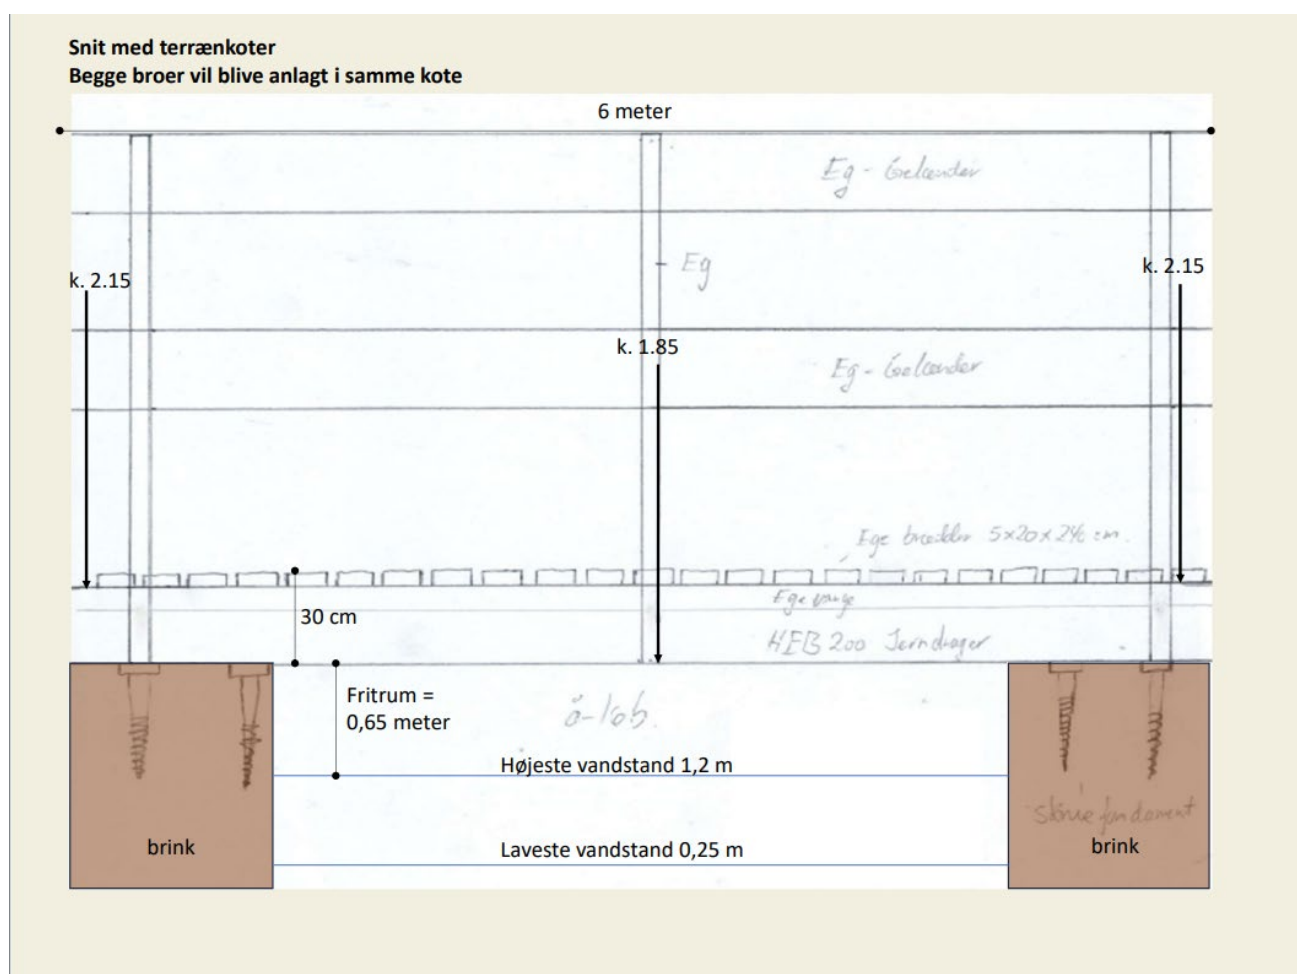 Snit med terrænkoter
Begge broer vil blive anlagt i samme kote
6 meter
Eg - Gelænder
k. 2.15
Eg
k. 2.15
k. 1.85
Eg - Gelænder
Ege brædder 5x20x240 cm.
30 cm
Ege vange
HEB 200 Jerndrager
Fritrum =
0,65 meter
å-løb.
Højeste vandstand 1,2 m
Skrue fundament
brink
Laveste vandstand 0,25 m
brink